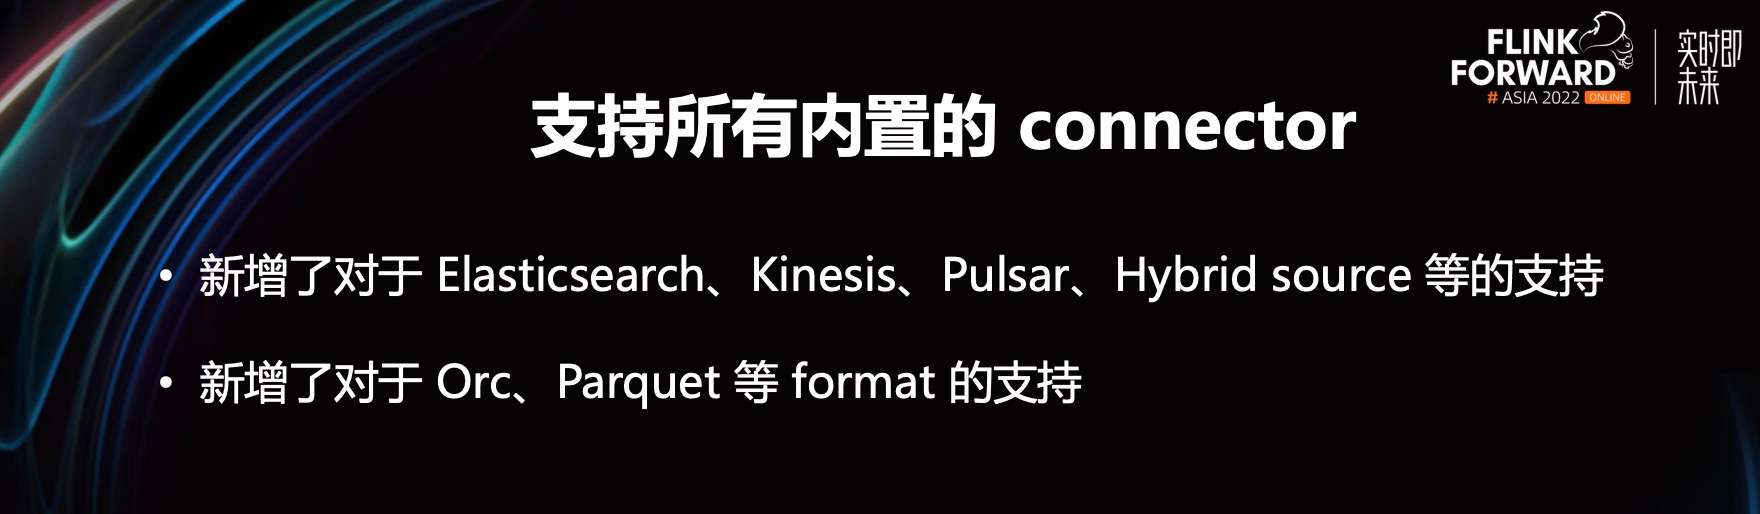 FLINK
FORWARD
# ASIA 2022 ONLINE
实时即
未来
支持所有内置的 connector
• 新增了对于 Elasticsearch、Kinesis、Pulsar、Hybrid source 等的支持
• 新增了对于 Orc、Parquet 等 format 的支持